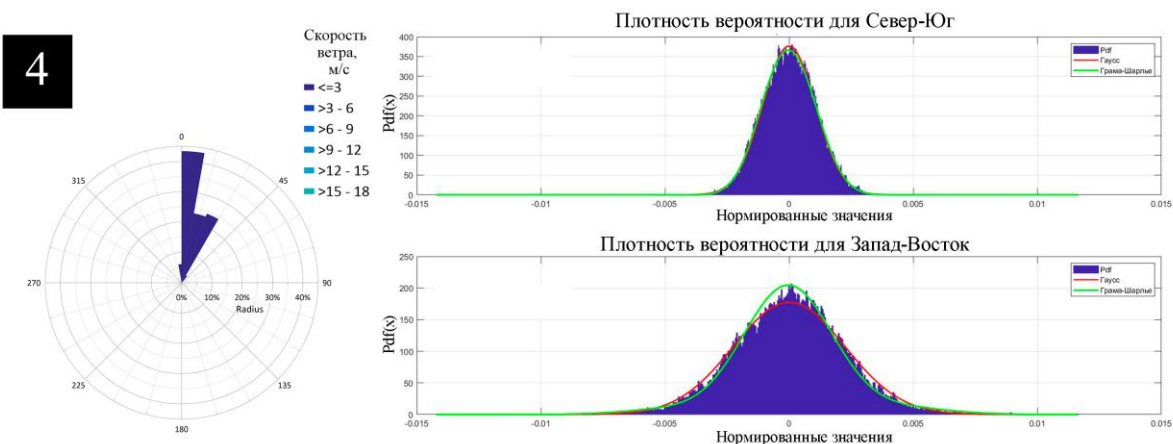 4
Скорость
ветра,
м/с
<=3
>3 - 6
>6 - 9
>9 - 12
>12 - 15
>15 - 18
0
45
90
135
180
225
270
315
0% 10% 20% 30% 40%
Radius
Плотность вероятности для Север-Юг
Pdf(x)
400
350
300
250
200
150
100
50
0
-0.015 -0.01 -0.005 0 0.005 0.01 0.015
Нормированные значения
Pdf
Гаусс
Грама-Шарлье
Плотность вероятности для Запад-Восток
Pdf(x)
250
200
150
100
50
0
-0.015 -0.01 -0.005 0 0.005 0.01 0.015
Нормированные значения
Pdf
Гаусс
Грама-Шарлье